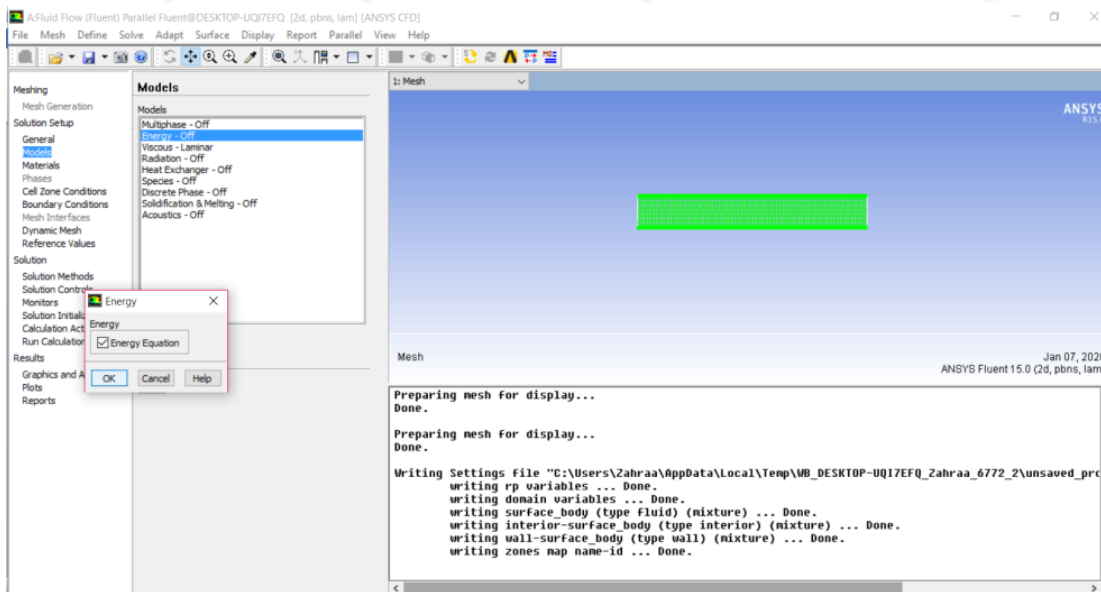 A:Fluid Flow (Fluent) Parallel Fluent@DESKTOP-UQI7EFQ [2d, pbns, lam] [ANSYS CFD]
File Mesh Define Solve Adapt Surface Display Report Parallel View Help
Meshing
Mesh Generation
Solution Setup
General
Models
Materials
Phases
Cell Zone Conditions
Boundary Conditions
Mesh Interfaces
Dynamic Mesh
Reference Values
Solution
Solution Methods
Solution Controls
Monitors
Solution Initiali
Calculation Act
Run Calculation
Results
Graphics and A
Plots
Reports
Models
Models
Multiphase - Off
Energy - Off
Viscous - Laminar
Radiation - Off
Heat Exchanger - Off
Species - Off
Discrete Phase - Off
Solidification & Melting - Off
Acoustics - Off
Energy
Energy
Energy Equation
OK Cancel Help
1: Mesh
ANSYS
R15.
Mesh
Jan 07, 202
ANSYS Fluent 15.0 (2d, pbns, lam
Preparing mesh for display...
Done.
Preparing mesh for display...
Done.
Writing Settings file "C:\Users\Zahraa\AppData\Local\Temp\WB_DESKTOP-UQI7EFQ_Zahraa_6772_2\unsaved_pro
writing rp variables ... Done.
writing domain variables ... Done.
writing surface_body (type fluid) (mixture) ... Done.
writing interior-surface_body (type interior) (mixture) ... Done.
writing wall-surface_body (type wall) (mixture) ... Done.
writing zones map name-id ... Done.